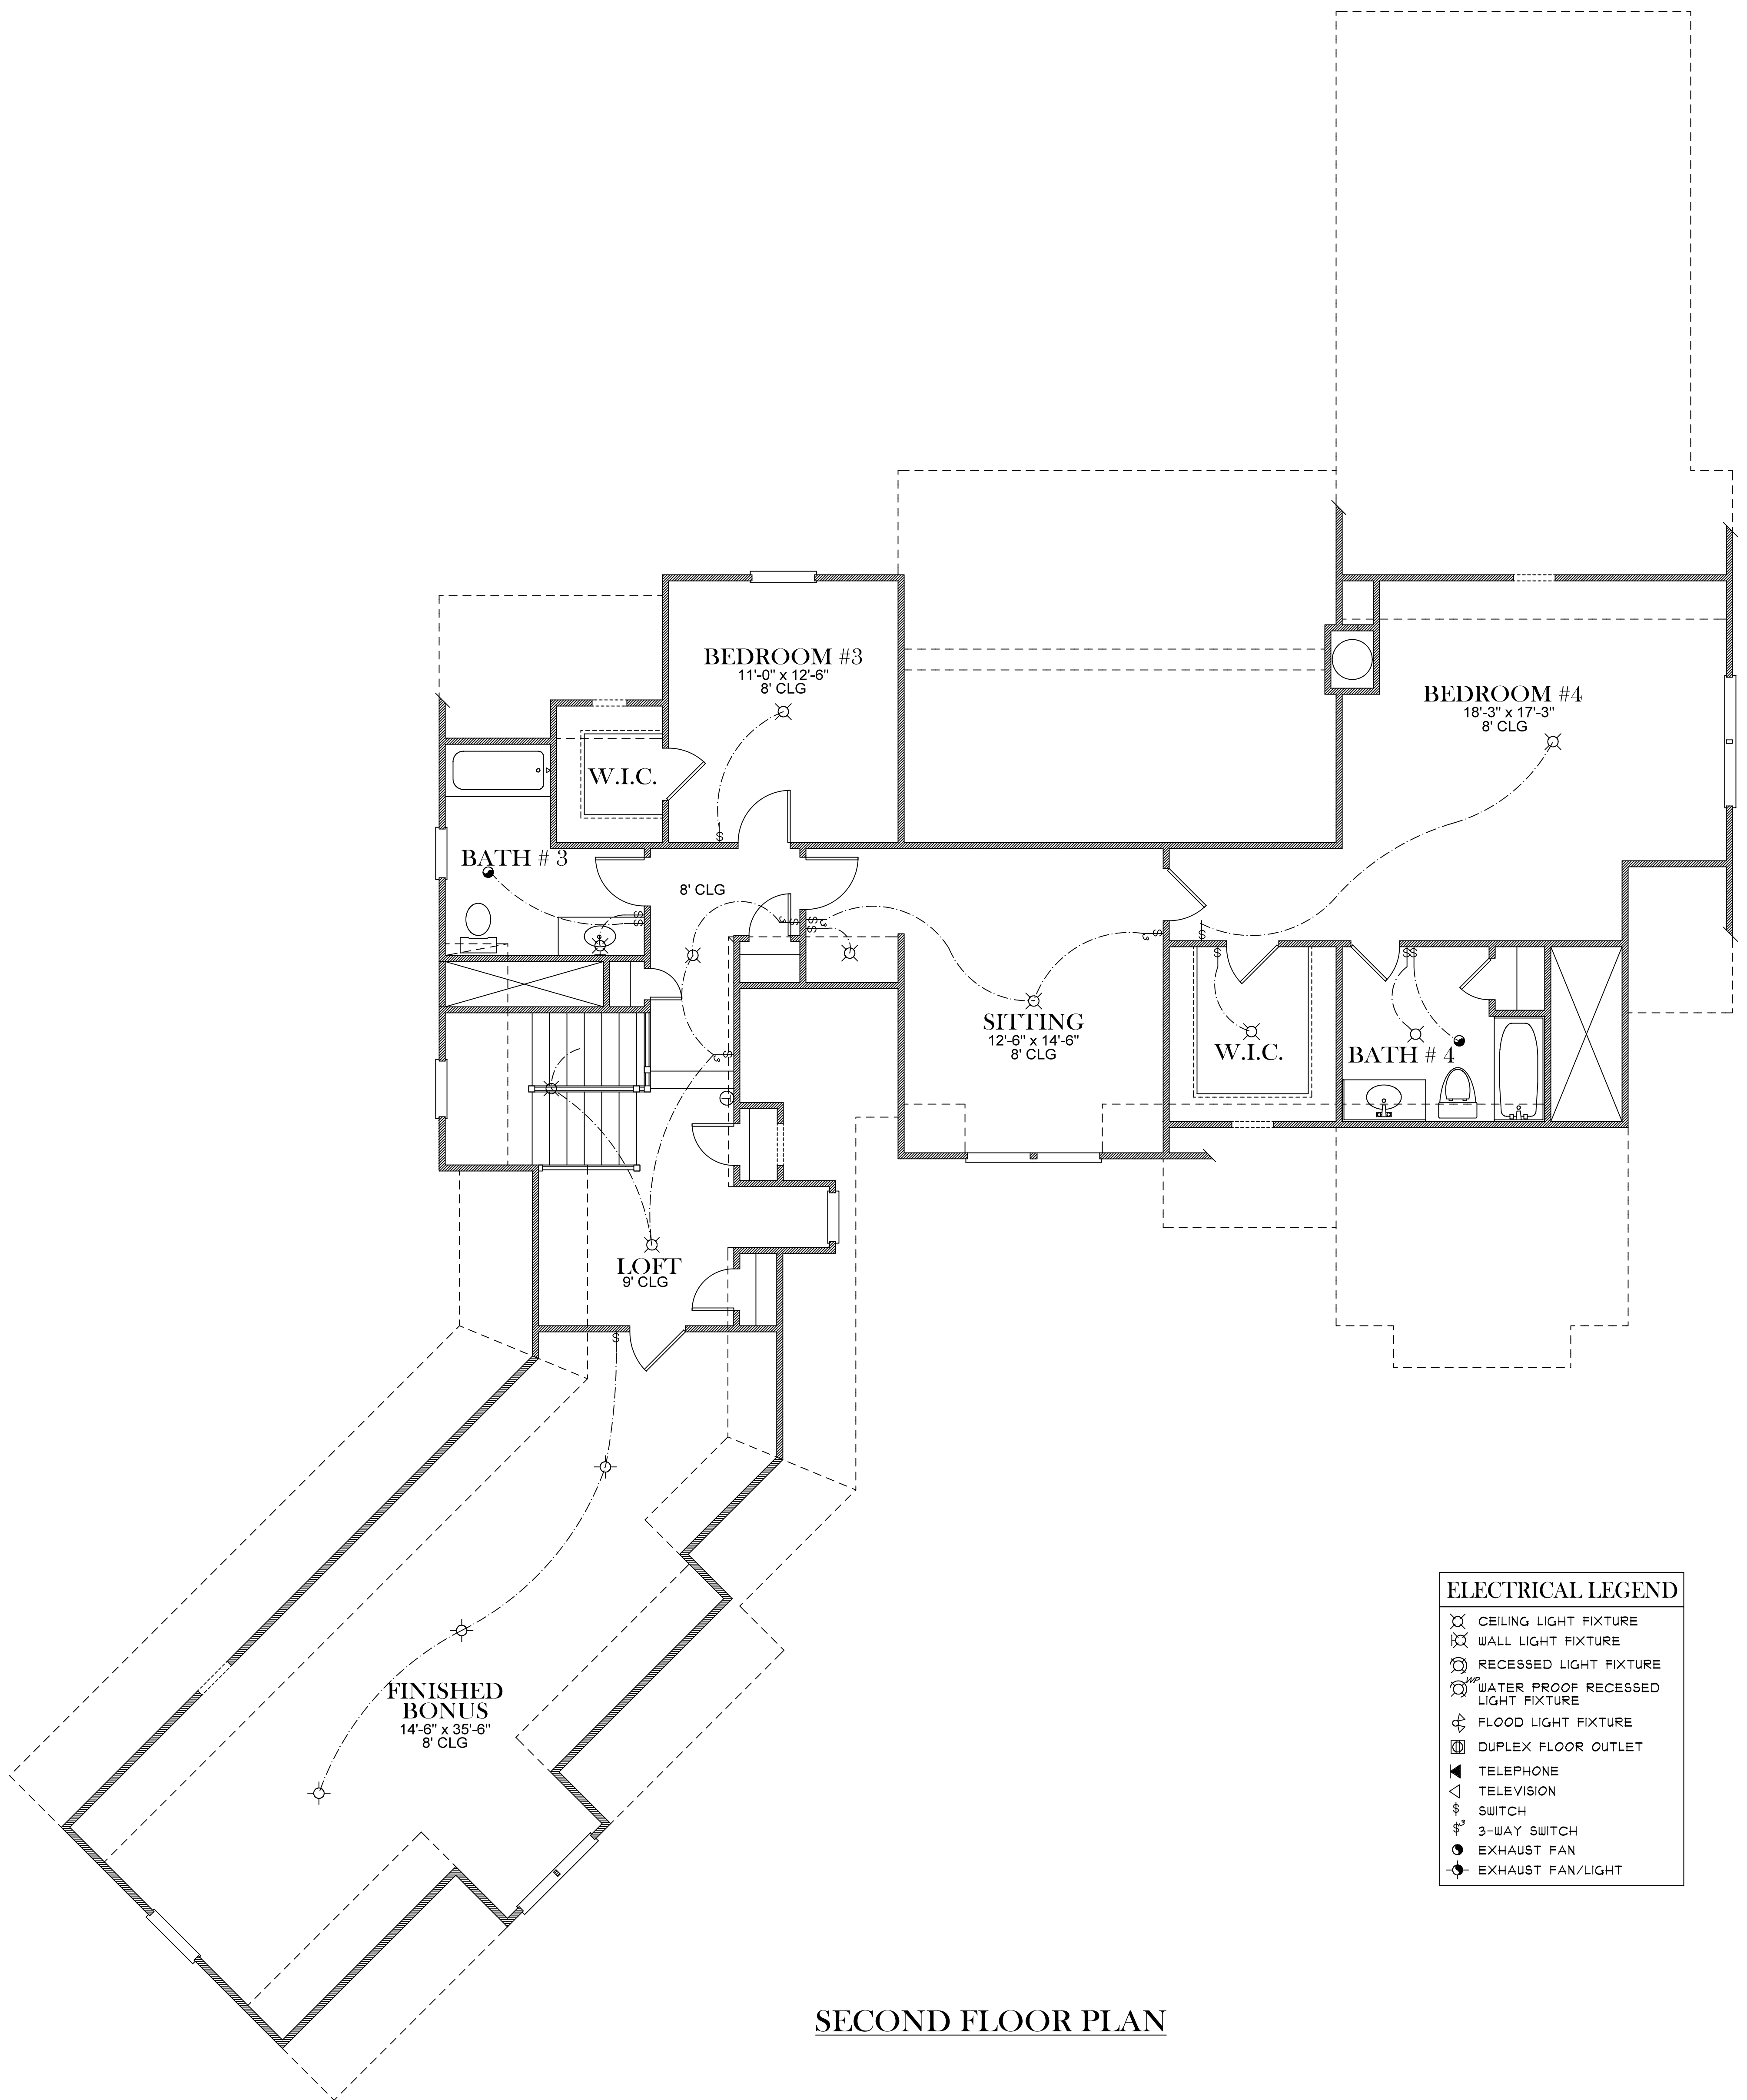 BEDROOM #3
11'-0" x 12'-6"
8' CLG
BEDROOM #4
18'-3" x 17'-3"
8' CLG
W.I.C.
BATH # 3
8' CLG
SITTING
12'-6" x 14'-6"
8' CLG
W.I.C.
BATH # 4
LOFT
9' CLG
FINISHED
BONUS
14'-6" x 35'-6"
8' CLG
ELECTRICAL LEGEND
CEILING LIGHT FIXTURE
WALL LIGHT FIXTURE
RECESSED LIGHT FIXTURE
WP WATER PROOF RECESSED
LIGHT FIXTURE
FLOOD LIGHT FIXTURE
DUPLEX FLOOR OUTLET
TELEPHONE
TELEVISION
$ SWITCH
$3 3-WAY SWITCH
EXHAUST FAN
EXHAUST FAN/LIGHT
SECOND FLOOR PLAN